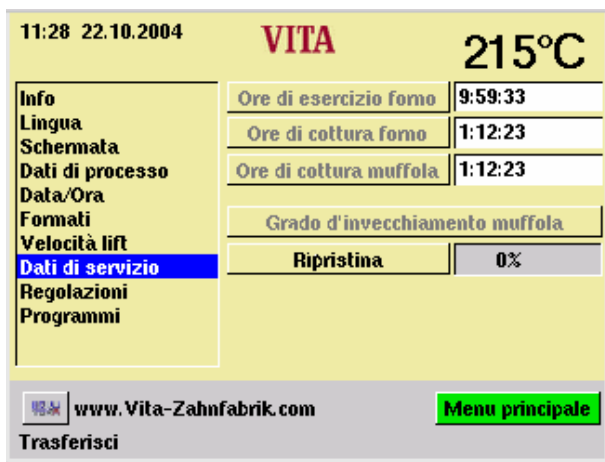 11:28 22.10.2004
VITA
215°C
Info
Lingua
Schermata
Dati di processo
Data/Ora
Formati
Velocità lift
Dati di servizio
Regolazioni
Programmi
Ore di esercizio forno 9:59:33
Ore di cottura forno 1:12:23
Ore di cottura muffola 1:12:23
Grado d'invecchiamento muffola
Ripristina 0%
www.Vita-Zahnfabrik.com
Menu principale
Trasferisci